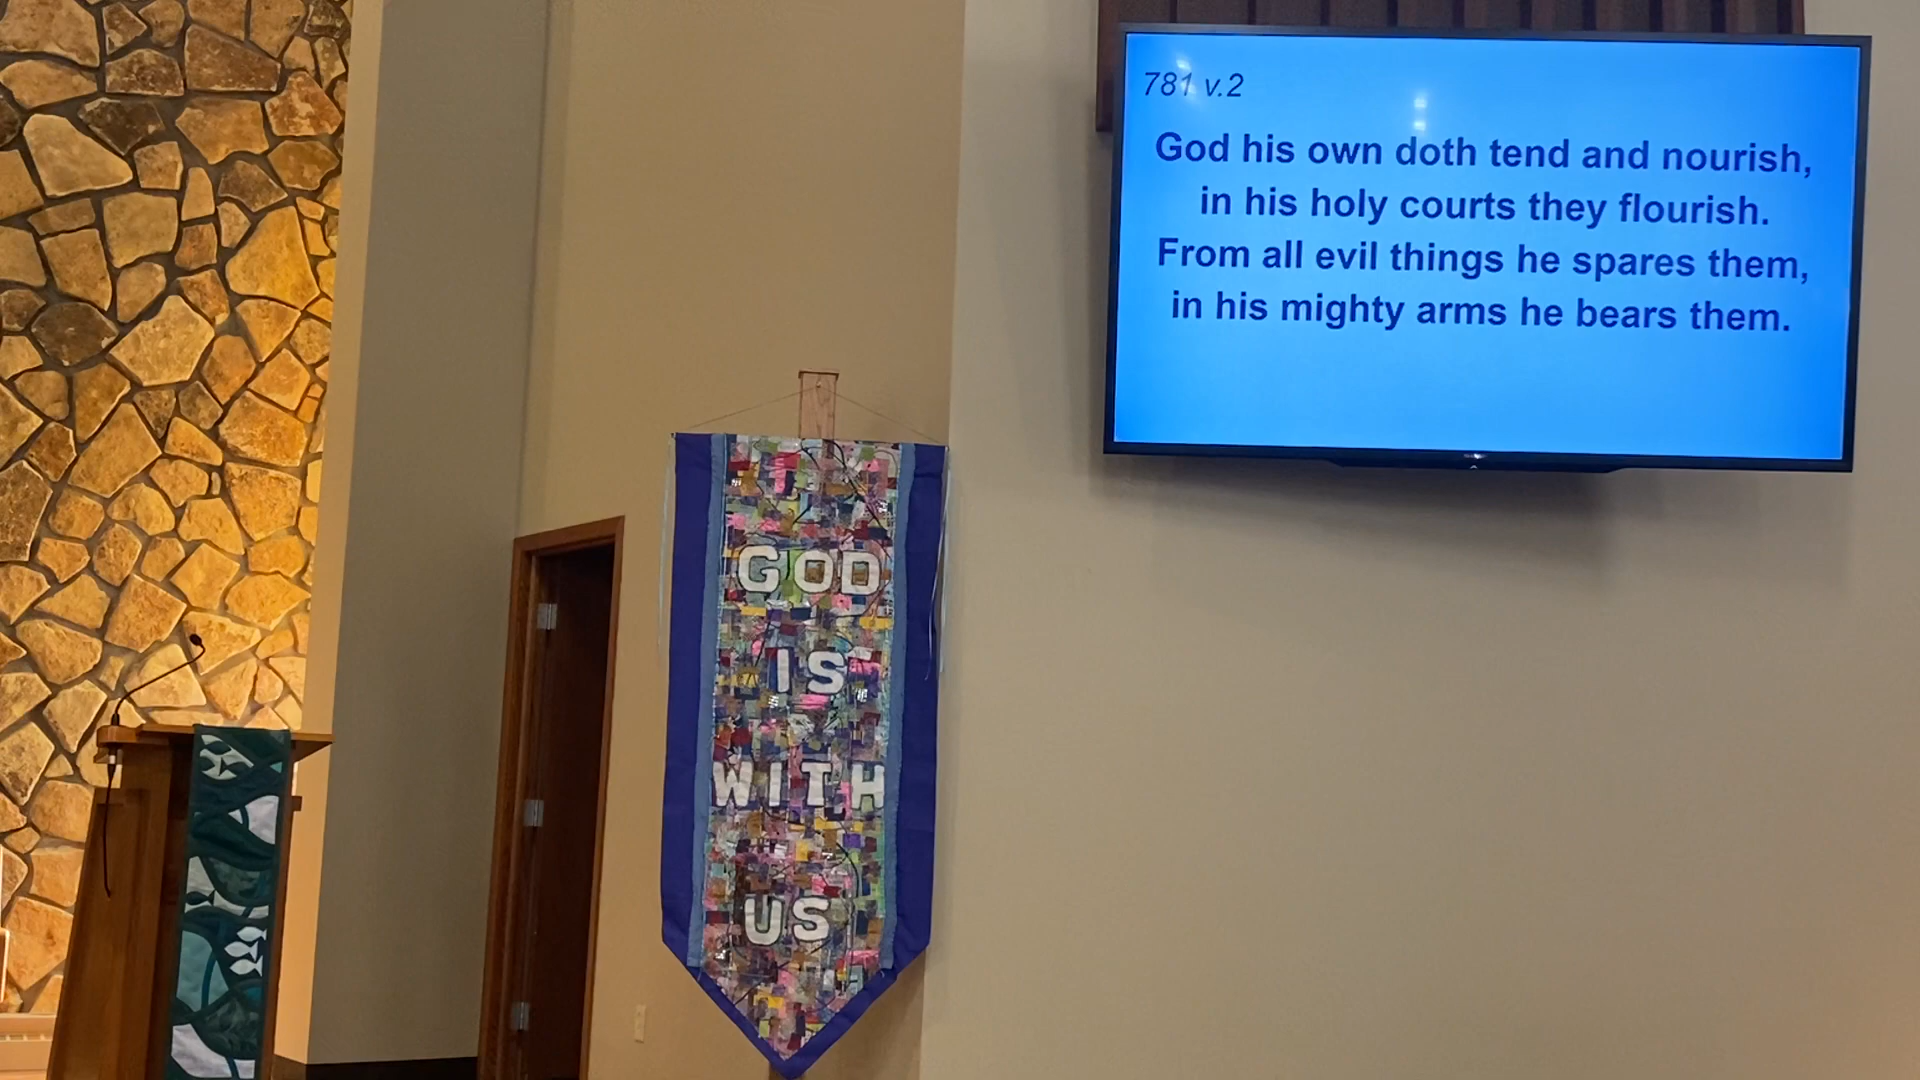 781 v.2
God his own doth tend and nourish,
in his holy courts they flourish.
From all evil things he spares them,
in his mighty arms he bears them.
GOD
IS
WITH
US